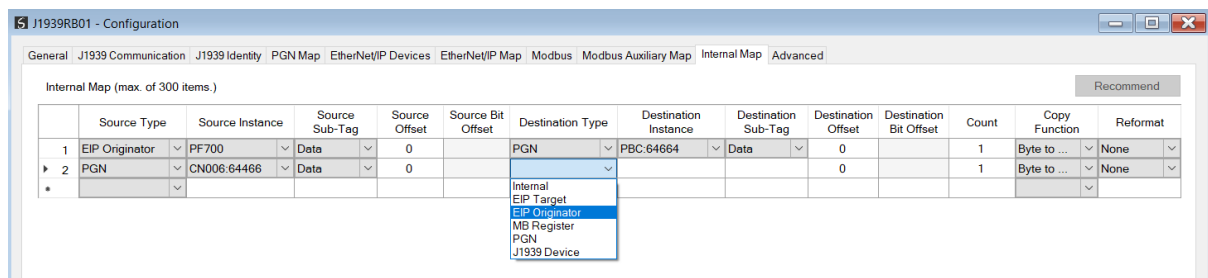 J1939RB01 - Configuration
General J1939 Communication J1939 Identity PGN Map EtherNet/IP Devices EtherNet/IP Map Modbus Modbus Auxiliary Map Internal Map Advanced
Internal Map (max. of 300 items.) Recommend
Source Type Source Instance Source Sub-Tag Source Offset Source Bit Offset Destination Type Destination Instance Destination Sub-Tag Destination Offset Destination Bit Offset Count Copy Function Reformat
1 EIP Originator PF700 Data 0 PGN PBC:64664 Data 0 1 Byte to ... None
2 PGN CN006:64466 Data 0 0 1 Byte to ... None
Internal
EIP Target
EIP Originator
MB Register
PGN
J1939 Device